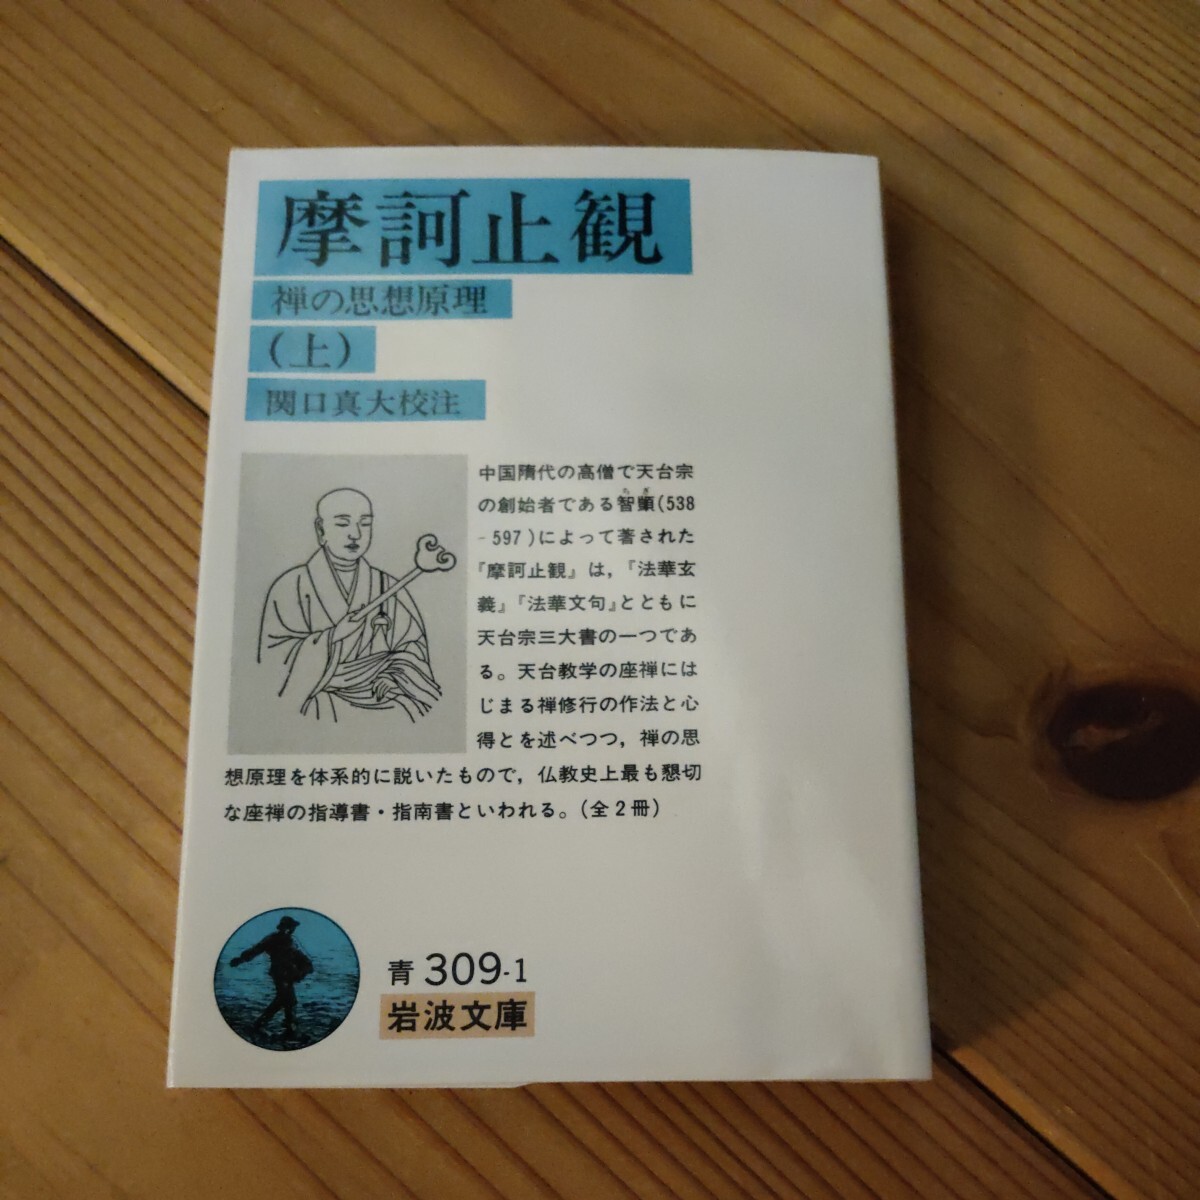 摩訶止観
禅の思想原理
(上)
関口真大校注
中国隋代の高僧で天台宗
の創始者である智顗(538
ちぎ
-597)によって著された
『摩訶止観』は,『法華玄
義』『法華文句』とともに
天台宗三大書の一つであ
る。天台教学の座禅には
じまる禅修行の作法と心
得とを述べつつ,禅の思
想原理を体系的に説いたもので,仏教史上最も懇切
な座禅の指導書・指南書といわれる。(全2冊)
青 309-1
岩波文庫